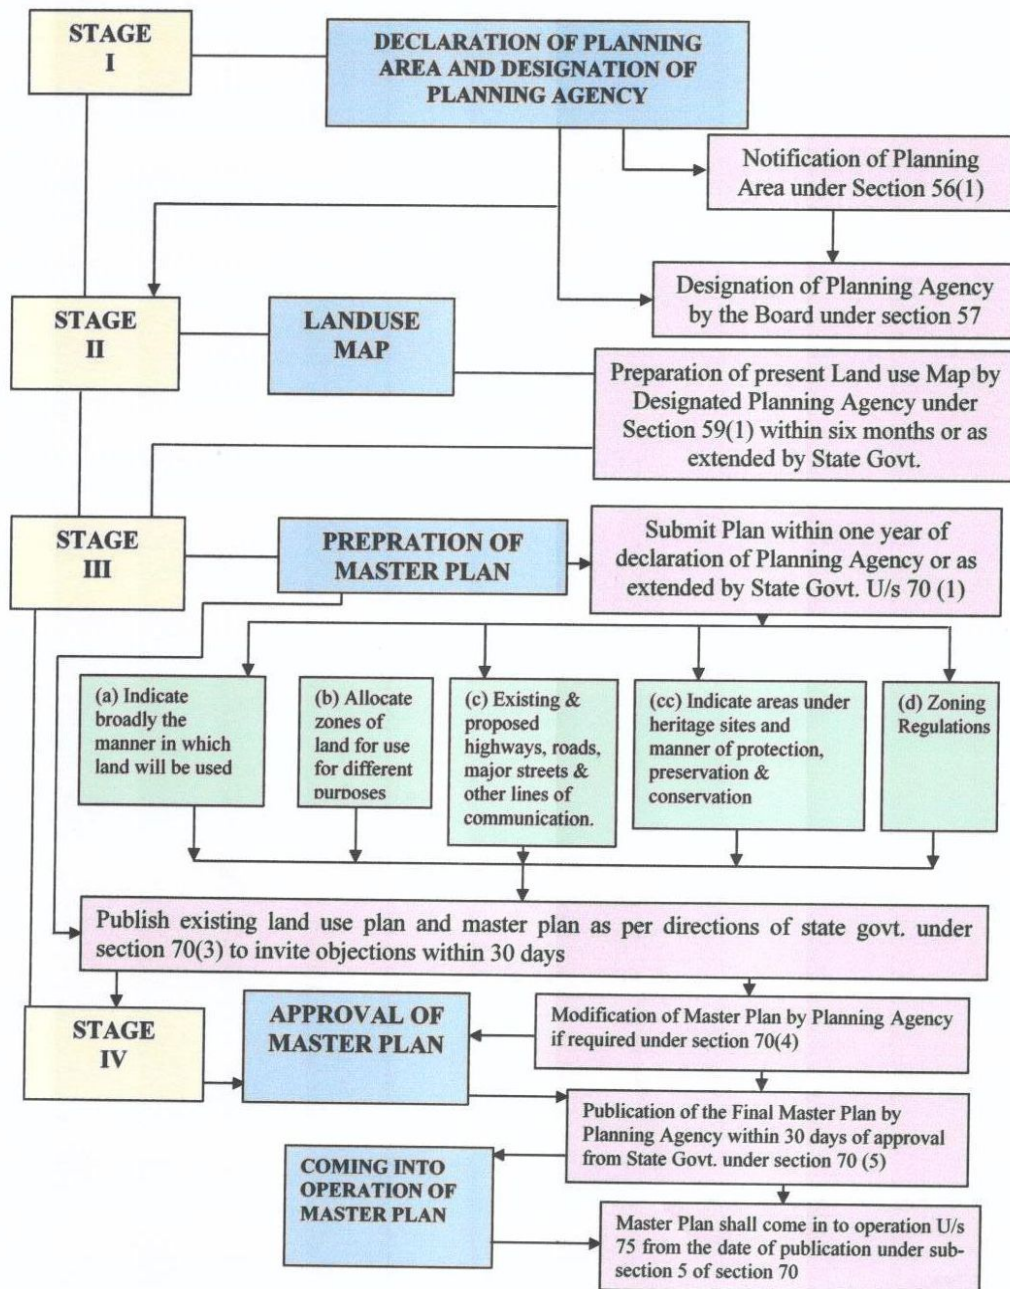 STAGE
I
DECLARATION OF PLANNING
AREA AND DESIGNATION OF
PLANNING AGENCY
Notification of Planning
Area under Section 56(1)
Designation of Planning Agency
by the Board under section 57
STAGE
II
LANDUSE
MAP
Preparation of present Land use Map by
Designated Planning Agency under
Section 59(1) within six months or as
extended by State Govt.
STAGE
III
PREPRATION OF
MASTER PLAN
Submit Plan within one year of
declaration of Planning Agency or as
extended by State Govt. U/s 70 (1)
(a) Indicate
broadly the
manner in which
land will be used
(b) Allocate
zones of
land for use
for different
purposes
(c) Existing &
proposed
highways, roads,
major streets &
other lines of
communication.
(cc) Indicate areas under
heritage sites and
manner of protection,
preservation &
conservation
(d) Zoning
Regulations
Publish existing land use plan and master plan as per directions of state govt. under
section 70(3) to invite objections within 30 days
STAGE
IV
APPROVAL OF
MASTER PLAN
Modification of Master Plan by Planning Agency
if required under section 70(4)
Publication of the Final Master Plan by
Planning Agency within 30 days of approval
from State Govt. under section 70 (5)
COMING INTO
OPERATION OF
MASTER PLAN
Master Plan shall come in to operation U/s
75 from the date of publication under sub-
section 5 of section 70